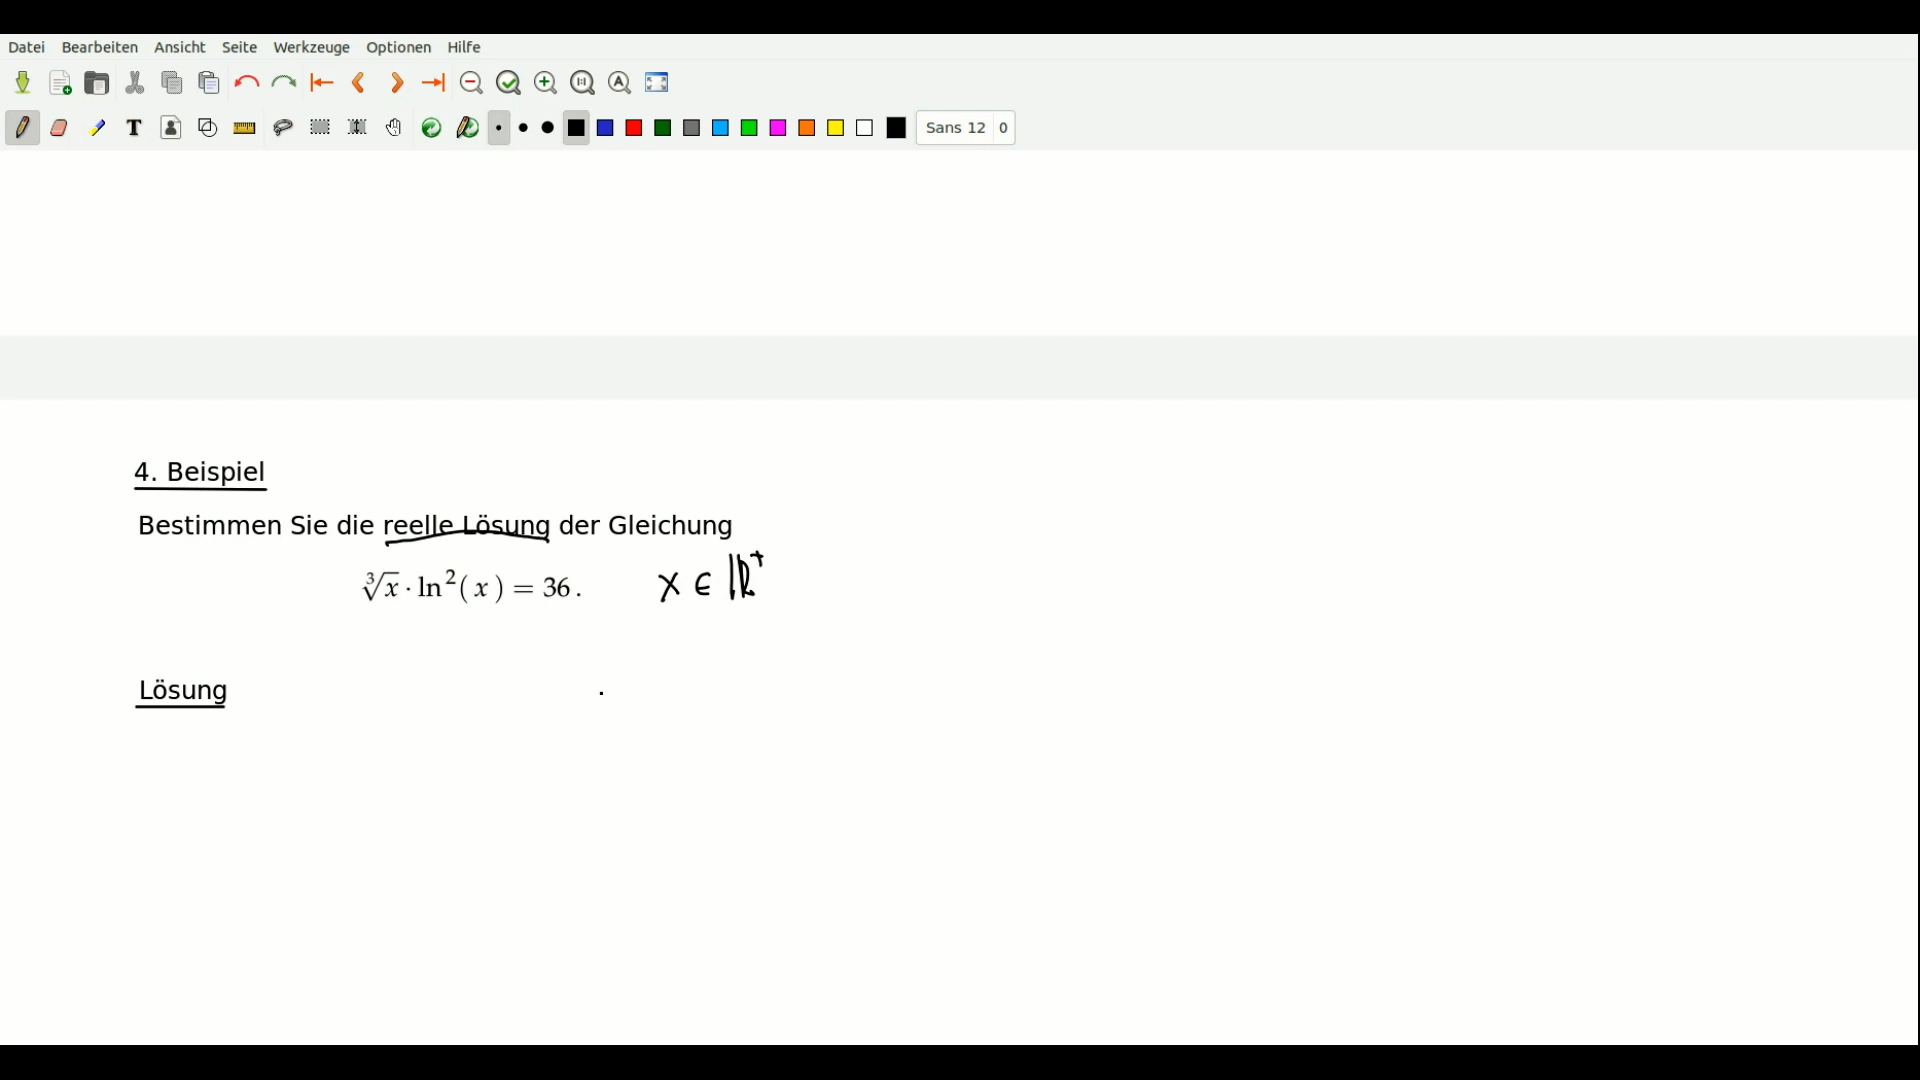 Datei Bearbeiten Ansicht Seite Werkzeuge Optionen Hilfe
T Sans 12 0
4. Beispiel
Bestimmen Sie die reelle Lösung der Gleichung
∛x · ln²( x ) = 36 . x ∈ ℝ⁺
Lösung